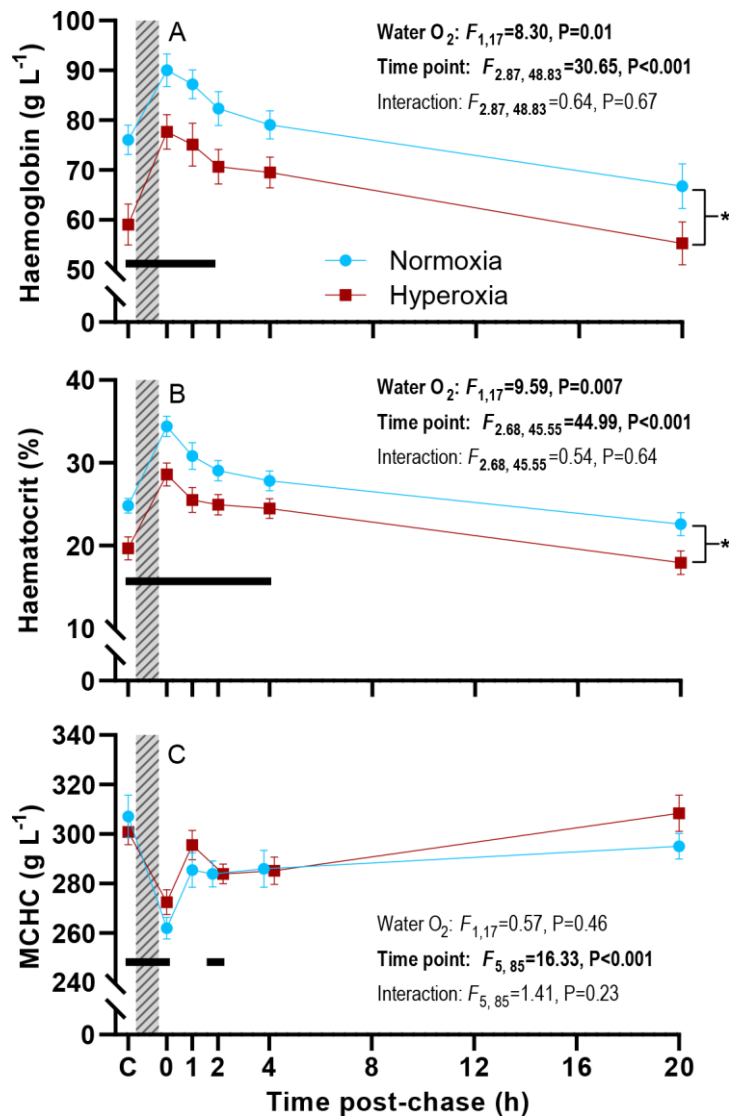 A
Water O₂: F₁,₁₇=8.30, P=0.01
Time point: F₂.₈₇, ₄₈.₈₃=30.65, P<0.001
Interaction: F₂.₈₇, ₄₈.₈₃=0.64, P=0.67
Haemoglobin (g L⁻¹)
100
90
80
70
60
50
0
*
Normoxia
Hyperoxia
B
Water O₂: F₁,₁₇=9.59, P=0.007
Time point: F₂.₆₈, ₄₅.₅₅=44.99, P<0.001
Interaction: F₂.₆₈, ₄₅.₅₅=0.54, P=0.64
Haematocrit (%)
40
30
20
10
0
*
C
MCHC (g L⁻¹)
340
320
300
280
260
240
0
Water O₂: F₁,₁₇=0.57, P=0.46
Time point: F₅, ₈₅=16.33, P<0.001
Interaction: F₅, ₈₅=1.41, P=0.23
C 0 1 2 4 8 12 16 20
Time post-chase (h)